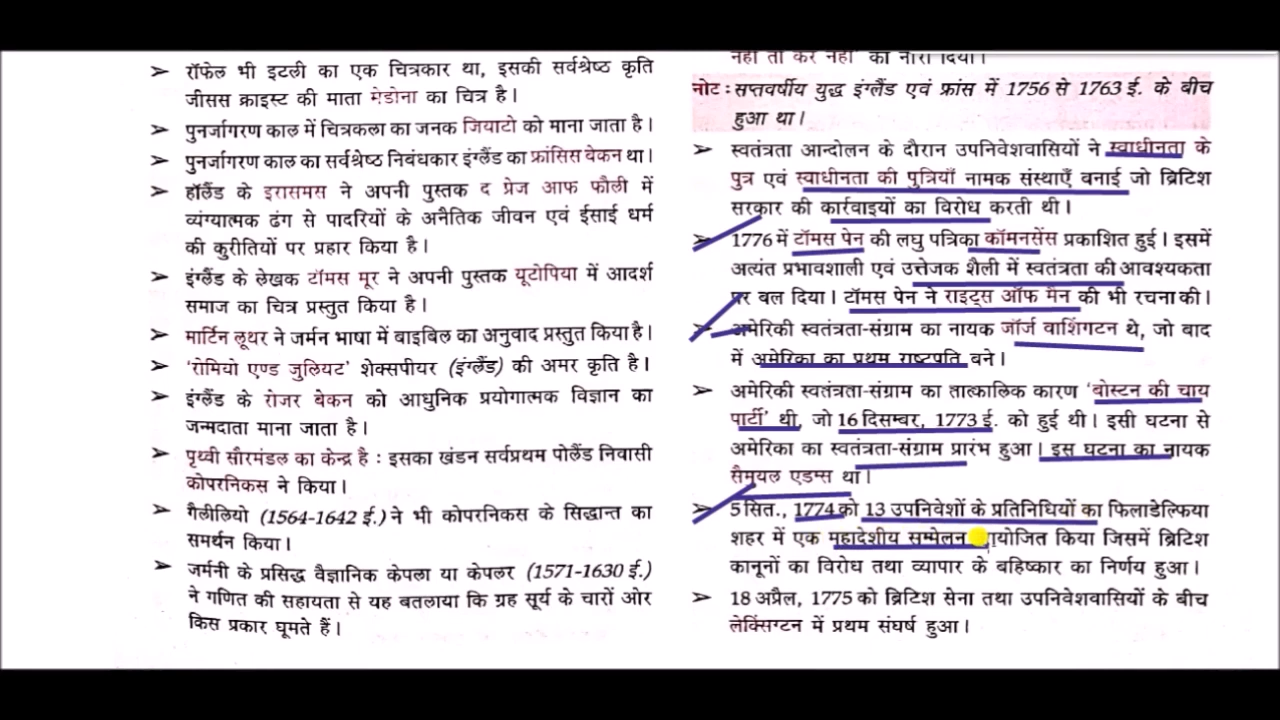 रॉफेल भी इटली का एक चित्रकार था, इसकी सर्वश्रेष्ठ कृति
जीसस क्राइस्ट की माता मेडोना का चित्र है।
पुनर्जागरण काल में चित्रकला का जनक जियाटो को माना जाता है।
पुनर्जागरण काल का सर्वश्रेष्ठ निबंधकार इंग्लैंड का फ्रांसिस बेकन था।
हॉलैंड के इरासमस ने अपनी पुस्तक द प्रेज आफ फौली में
व्यंग्यात्मक ढंग से पादरियों के अनैतिक जीवन एवं ईसाई धर्म
की कुरीतियों पर प्रहार किया है।
इंग्लैंड के लेखक टॉमस मूर ने अपनी पुस्तक यूटोपिया में आदर्श
समाज का चित्र प्रस्तुत किया है।
मार्टिन लूथर ने जर्मन भाषा में बाइबिल का अनुवाद प्रस्तुत किया है।
'रोमियो एण्ड जुलियट' शेक्सपीयर (इंग्लैंड) की अमर कृति है।
इंग्लैंड के रोजर बेकन को आधुनिक प्रयोगात्मक विज्ञान का
जन्मदाता माना जाता है।
पृथ्वी सौरमंडल का केन्द्र है : इसका खंडन सर्वप्रथम पोलैंड निवासी
कोपरनिकस ने किया।
गैलीलियो (1564-1642 ई.) ने भी कोपरनिकस के सिद्धान्त का
समर्थन किया।
जर्मनी के प्रसिद्ध वैज्ञानिक केपला या केपलर (1571-1630 ई.)
ने गणित की सहायता से यह बतलाया कि ग्रह सूर्य के चारों ओर
किस प्रकार घूमते हैं।
नहीं तो कर नहीं' का नारा दिया।
नोट : सप्तवर्षीय युद्ध इंग्लैंड एवं फ्रांस में 1756 से 1763 ई. के बीच
हुआ था।
स्वतंत्रता आन्दोलन के दौरान उपनिवेशवासियों ने स्वाधीनता के
पुत्र एवं स्वाधीनता की पुत्रियाँ नामक संस्थाएँ बनाई जो ब्रिटिश
सरकार की कार्रवाइयों का विरोध करती थी।
1776 में टॉमस पेन की लघु पत्रिका कॉमनसेंस प्रकाशित हुई। इसमें
अत्यंत प्रभावशाली एवं उत्तेजक शैली में स्वतंत्रता की आवश्यकता
पर बल दिया। टॉमस पेन ने राइट्स ऑफ मैन की भी रचना की।
अमेरिकी स्वतंत्रता-संग्राम का नायक जॉर्ज वाशिंगटन थे, जो बाद
में अमेरिका का प्रथम राष्टपति बने।
अमेरिकी स्वतंत्रता-संग्राम का तात्कालिक कारण 'बोस्टन की चाय
पार्टी' थी, जो 16 दिसम्बर, 1773 ई. को हुई थी। इसी घटना से
अमेरिका का स्वतंत्रता-संग्राम प्रारंभ हुआ। इस घटना का नायक
सैमुयल एडम्स था।
5 सित., 1774 को 13 उपनिवेशों के प्रतिनिधियों का फिलाडेल्फिया
शहर में एक महादेशीय सम्मेलन किया जिसमें ब्रिटिश
कानूनों का विरोध तथा व्यापार के बहिष्कार का निर्णय हुआ।
18 अप्रैल, 1775 को ब्रिटिश सेना तथा उपनिवेशवासियों के बीच
लेक्सिंग्टन में प्रथम संघर्ष हुआ।